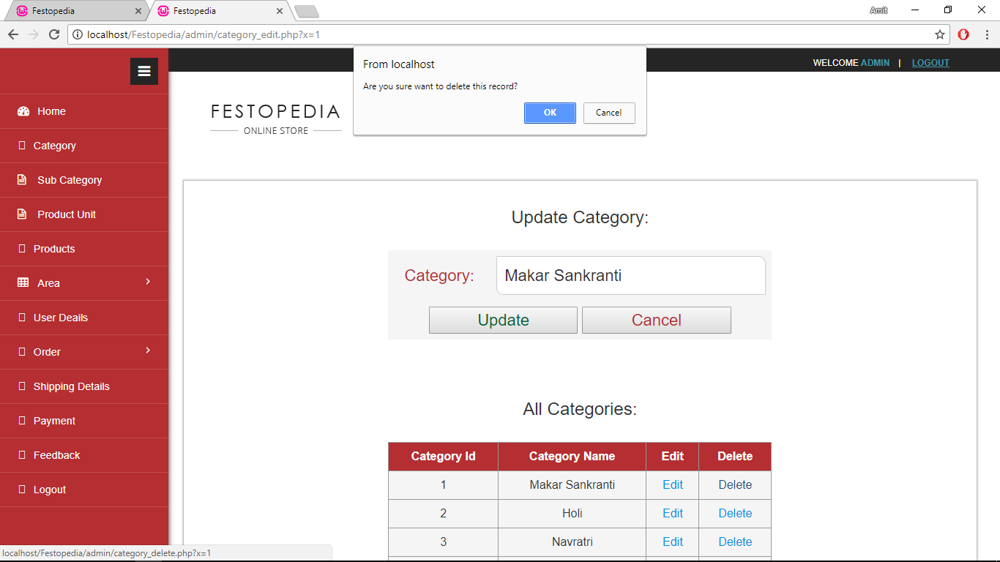 Festopedia
Festopedia
Amit
localhost/Festopedia/admin/category_edit.php?x=1
From localhost
Are you sure want to delete this record?
OK
Cancel
WELCOME ADMIN | LOGOUT
FESTOPEDIA
ONLINE STORE
Home
Category
Sub Category
Product Unit
Products
Area
User Deails
Order
Shipping Details
Payment
Feedback
Logout
Update Category:
Category: Makar Sankranti
Update Cancel
All Categories:
Category Id Category Name Edit Delete
1 Makar Sankranti Edit Delete
2 Holi Edit Delete
3 Navratri Edit Delete
localhost/Festopedia/admin/category_delete.php?x=1